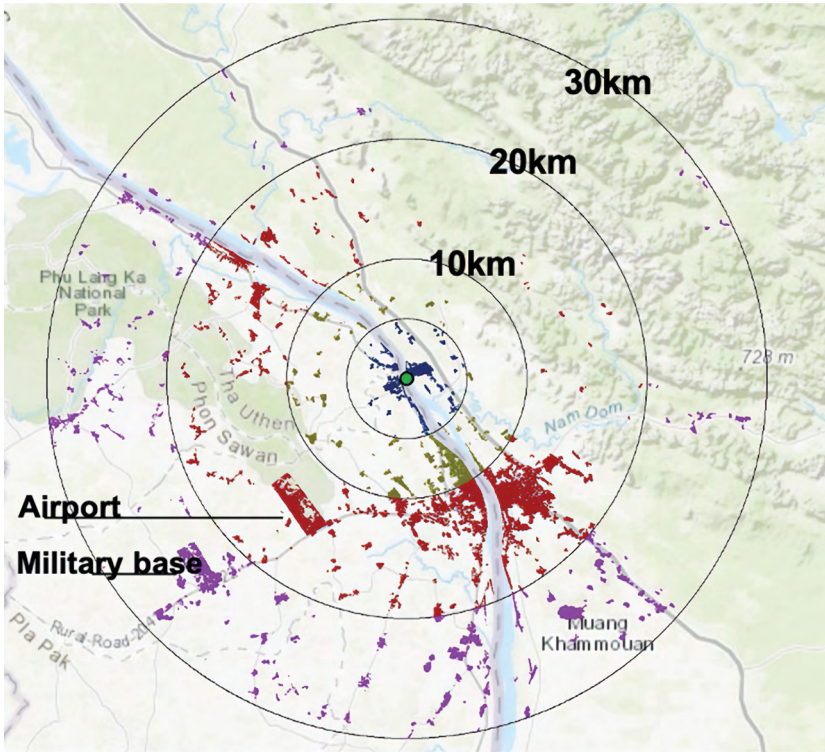 30km
20km
10km
Phu Lang Ka
National
Park
728 m
Tha Uthen
Phon Sawan
Nam Dom
Airport
Military base
Rural-Road-204
Pla Pak
Muang
Khammouan